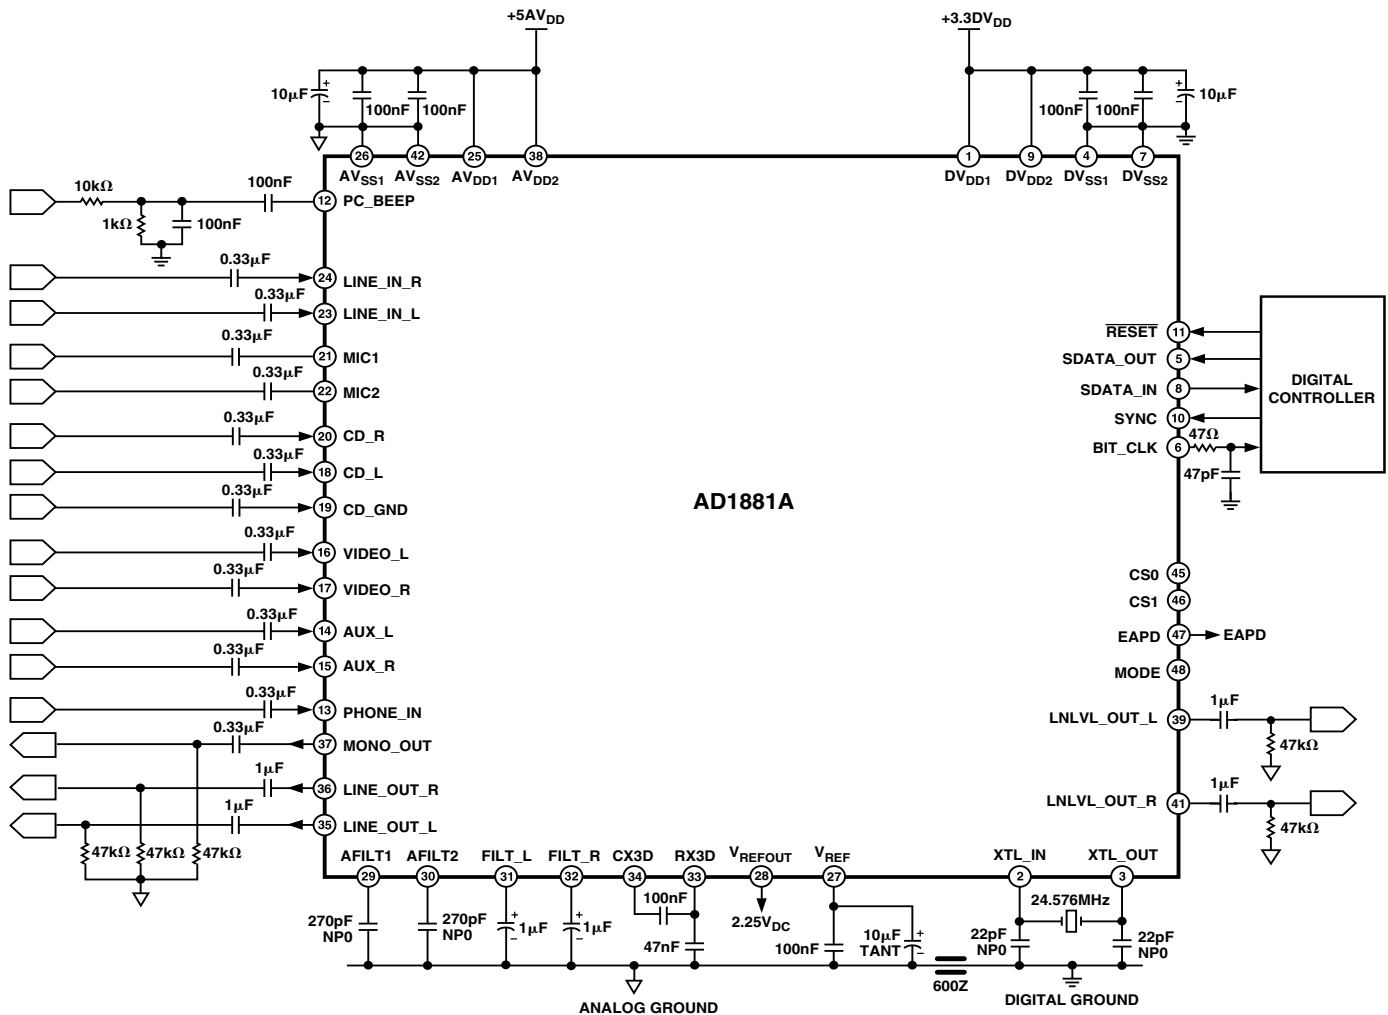 +5AVDD
+3.3DVDD
10μF
100nF
100nF
100nF
100nF
10μF
26
42
25
38
1
9
4
7
AVSS1
AVSS2
AVDD1
AVDD2
DVDD1
DVDD2
DVSS1
DVSS2
10kΩ
1kΩ
100nF
100nF
12 PC_BEEP
0.33μF
24 LINE_IN_R
0.33μF
23 LINE_IN_L
0.33μF
21 MIC1
0.33μF
22 MIC2
0.33μF
20 CD_R
0.33μF
18 CD_L
0.33μF
19 CD_GND
0.33μF
16 VIDEO_L
0.33μF
17 VIDEO_R
0.33μF
14 AUX_L
0.33μF
15 AUX_R
0.33μF
13 PHONE_IN
0.33μF
37 MONO_OUT
1μF
36 LINE_OUT_R
1μF
35 LINE_OUT_L
47kΩ
47kΩ
47kΩ
AD1881A
RESET 11
SDATA_OUT 5
SDATA_IN 8
SYNC 10
BIT_CLK 6
47Ω
47pF
DIGITAL
CONTROLLER
CS0 45
CS1 46
EAPD 47 EAPD
MODE 48
LNLVL_OUT_L 39
1μF
47kΩ
LNLVL_OUT_R 41
1μF
47kΩ
AFILT1
AFILT2
FILT_L
FILT_R
CX3D
RX3D
VREFOUT
VREF
XTL_IN
XTL_OUT
29
30
31
32
34
33
28
27
2
3
270pF
NP0
270pF
NP0
+
1μF
–
+
1μF
–
100nF
47nF
2.25VDC
100nF
10μF
TANT
+
–
24.576MHz
22pF
NP0
22pF
NP0
600Z
ANALOG GROUND
DIGITAL GROUND